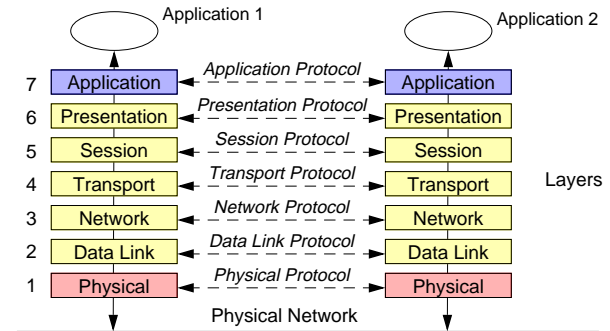 Application 1
Application 2
7 Application Application Protocol Application
6 Presentation Presentation Protocol Presentation
5 Session Session Protocol Session
4 Transport Transport Protocol Transport
Layers
3 Network Network Protocol Network
2 Data Link Data Link Protocol Data Link
1 Physical Physical Protocol Physical
Physical Network